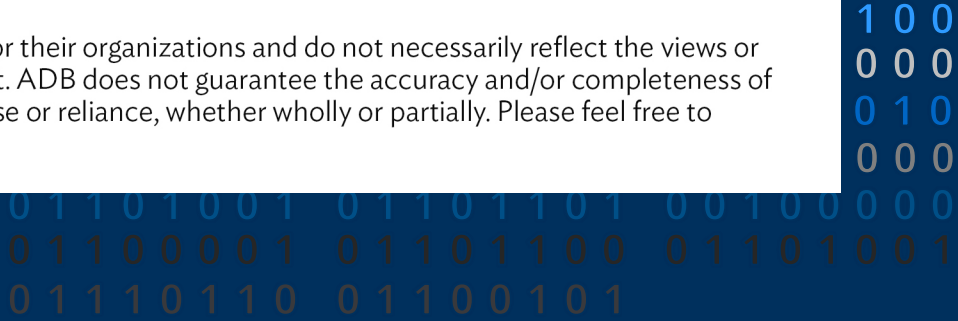 1 0 0
or their organizations and do not necessarily reflect the views or
0 0 0
t. ADB does not guarantee the accuracy and/or completeness of
0 1 0
se or reliance, whether wholly or partially. Please feel free to
0 0 0
0 1 1 0 1 0 0 1 0 1 1 0 1 1 0 1 0 0 1 0 0 0 0 0
0 1 1 0 0 0 0 1 0 1 1 0 1 1 0 0 0 1 1 0 1 0 0 1
0 1 1 1 0 1 1 0 0 1 1 0 0 1 0 1